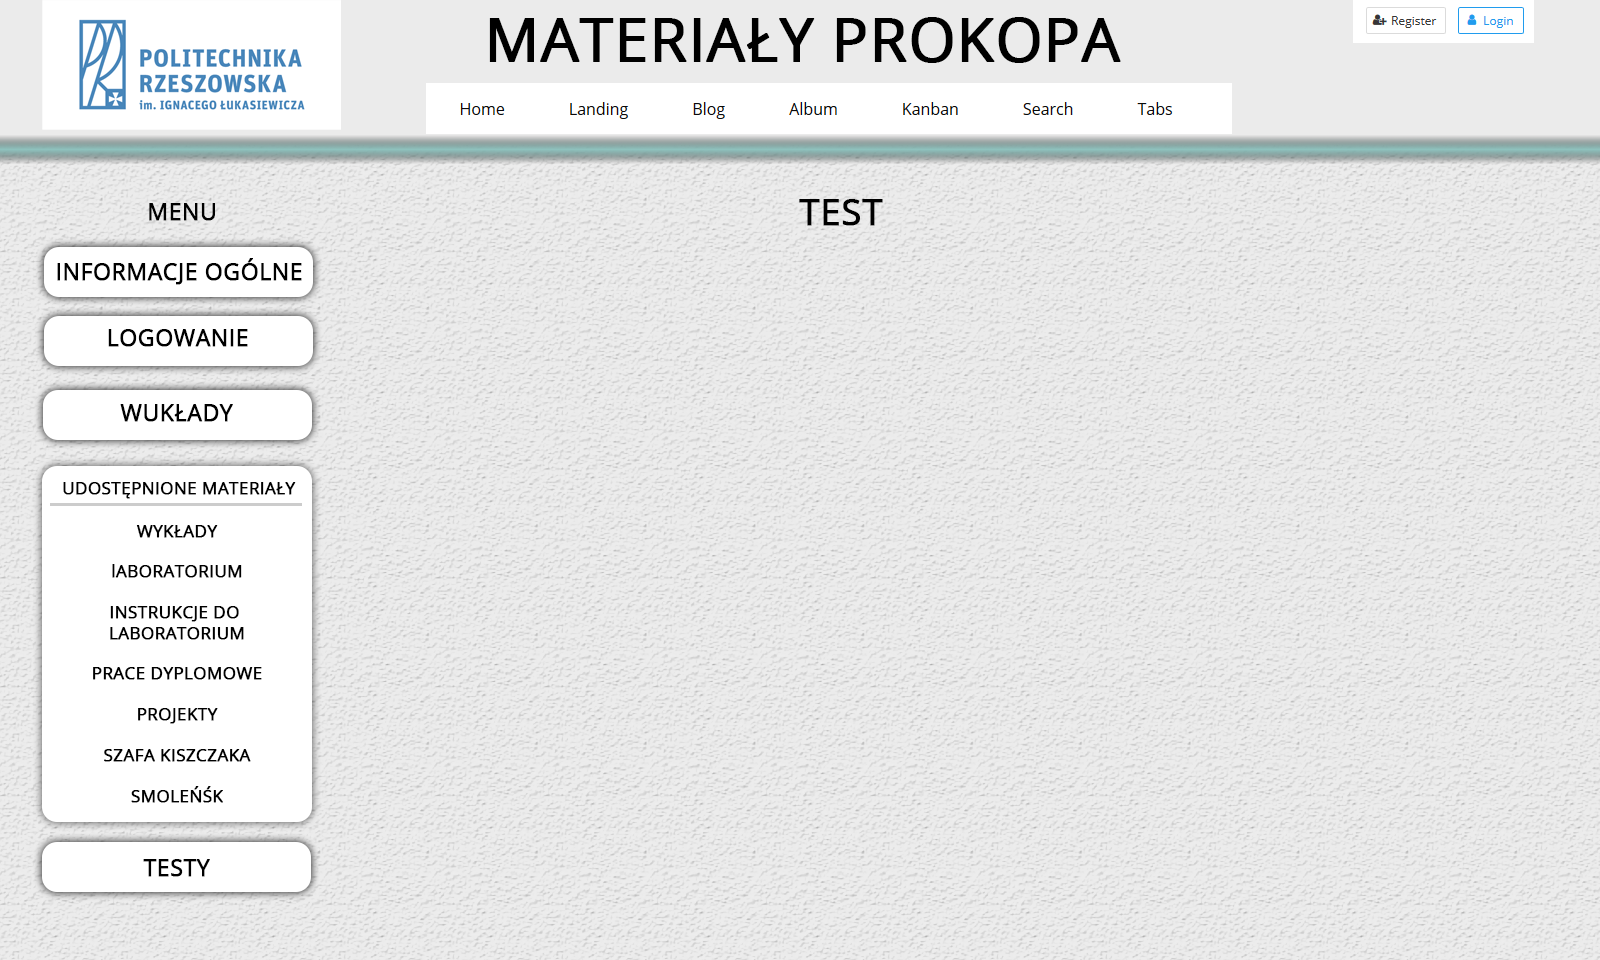 POLITECHNIKA
RZESZOWSKA
im. IGNACEGO ŁUKASIEWICZA
MATERIAŁY PROKOPA
Register
Login
Home
Landing
Blog
Album
Kanban
Search
Tabs
MENU
TEST
INFORMACJE OGÓLNE
LOGOWANIE
WUKŁADY
UDOSTĘPNIONE MATERIAŁY
WYKŁADY
lABORATORIUM
INSTRUKCJE DO
LABORATORIUM
PRACE DYPLOMOWE
PROJEKTY
SZAFA KISZCZAKA
SMOLEŃŚK
TESTY